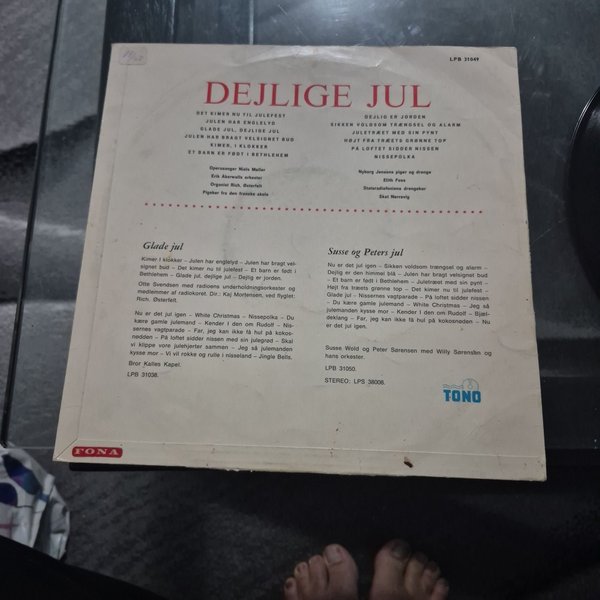 LPB 31049
DEJLIGE JUL
DET KIMER NU TIL JULEFEST
JULEN HAR ENGLELYD
GLADE JUL, DEJLIGE JUL
JULEN HAR BRAGT VELSIGNET BUD
KIMER, I KLOKKER
ET BARN ER FØDT I BETHLEHEM
Operasanger Niels Møller
Erik Åkerwalls orkester
Organist Rich. Østerfelt
Pigekor fra den franske skole
DEJLIG ER JORDEN
SIKKEN VOLDSOM TRÆNGSEL OG ALARM
JULETRÆET MED SIN PYNT
HØJT FRA TRÆETS GRØNNE TOP
PÅ LOFTET SIDDER NISSEN
NISSEPOLKA
Nyborg Jensens piger og drenge
Elith Foss
Statsradiofoniens drengekor
Skat Nørrevig
Glade jul
Kimer I klokker – Julen har englelyd – Julen har bragt vel-
signet bud – Det kimer nu til julefest – Et barn er født i
Bethlehem – Glade jul, dejlige jul – Dejlig er jorden.
Otte Svendsen med radioens underholdningsorkester og
medlemmer af radiokoret. Dir.: Kaj Mortensen, ved flyglet:
Rich. Østerfelt.
Nu er det jul igen – White Christmas – Nissepolka – Du
kære gamle julemand – Kender I den om Rudolf – Nis-
sernes vagtparade – Far, jeg kan ikke få hul på kokos-
nødden – På loftet sidder nissen med sin julegrød – Skal
vi klippe vore julehjerter sammen – Jeg så julemanden
kysse mor – Vi vil rokke og rulle i nisseland – Jingle Bells.
Bror Kalles Kapel.
LPB 31038.
Susse og Peters jul
Nu er det jul igen – Sikken voldsom trængsel og alarm –
Dejlig er den himmel blå – Julen har bragt velsignet bud
– Et barn er født i Bethlehem – Juletræet med sin pynt –
Højt fra træets grønne top – Det kimer nu til julefest –
Glade jul – Nissernes vagtparade – På loftet sidder nissen
– Du kære gamle julemand – White Christmas – Jeg så
julemanden kysse mor – Kender I den om Rudolf – Bjæl-
deklang – Far, jeg kan ikke få hul på kokosnøden – Nu
er det jul igen.
Susse Wold og Peter Sørensen med Willy Sørensen og
hans orkester.
LPB 31050.
STEREO: LPS 38008.
TONO
FONA